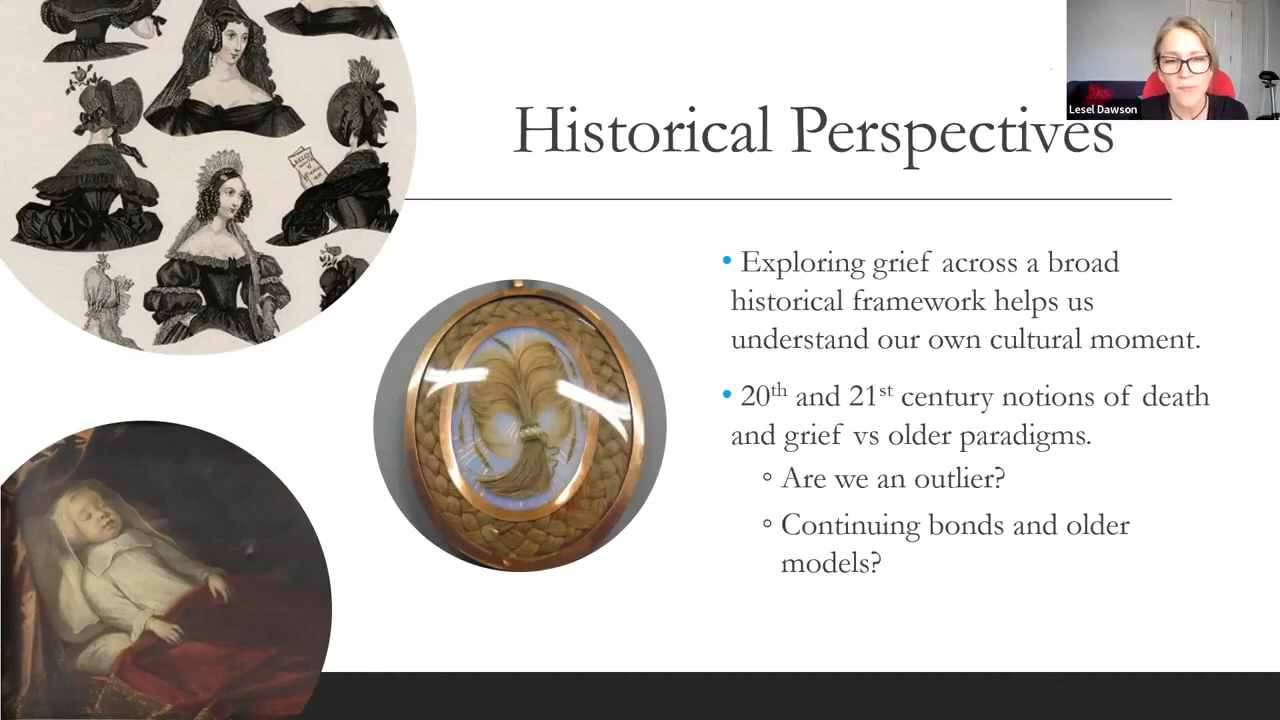 Lesel Dawson
Historical Perspectives
• Exploring grief across a broad
historical framework helps us
understand our own cultural moment.
• 20th and 21st century notions of death
and grief vs older paradigms.
◦ Are we an outlier?
◦ Continuing bonds and older
models?